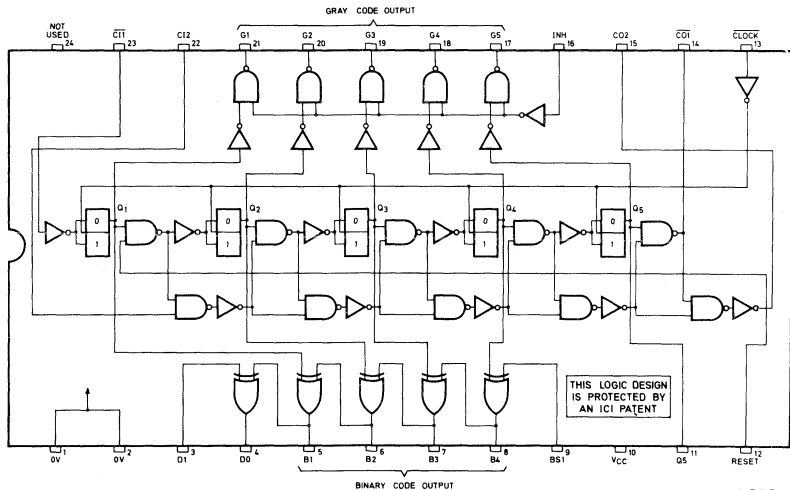 GRAY CODE OUTPUT
NOT USED C̅I̅1̅ CI2 G1 G2 G3 G4 G5 INH CO2 C̅O̅1̅ C̅L̅O̅C̅K̅
24 23 22 21 20 19 18 17 16 15 14 13
Q1 Q2 Q3 Q4 Q5
0 0 0 0 0
1 1 1 1 1
THIS LOGIC DESIGN
IS PROTECTED BY
AN ICI PATENT
1 2 3 4 5 6 7 8 9 10 11 12
0V 0V D1 D0 B1 B2 B3 B4 BS1 VCC Q5 RESET
BINARY CODE OUTPUT